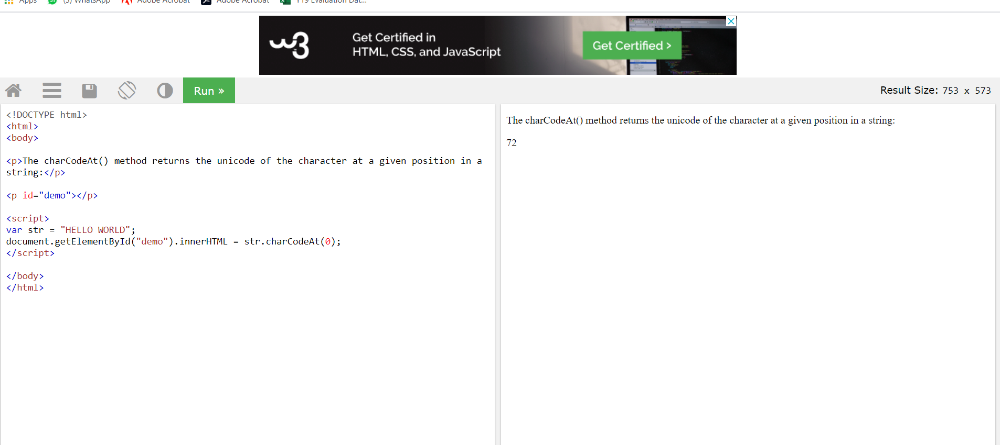 Apps (3) WhatsApp Adobe Acrobat Adobe Acrobat Y19 Evaluation Dat...
w3
Get Certified in
HTML, CSS, and JavaScript
Get Certified >
Run »
Result Size: 753 x 573
<!DOCTYPE html>
<html>
<body>
<p>The charCodeAt() method returns the unicode of the character at a given position in a
string:</p>
<p id="demo"></p>
<script>
var str = "HELLO WORLD";
document.getElementById("demo").innerHTML = str.charCodeAt(0);
</script>
</body>
</html>
The charCodeAt() method returns the unicode of the character at a given position in a string:
72